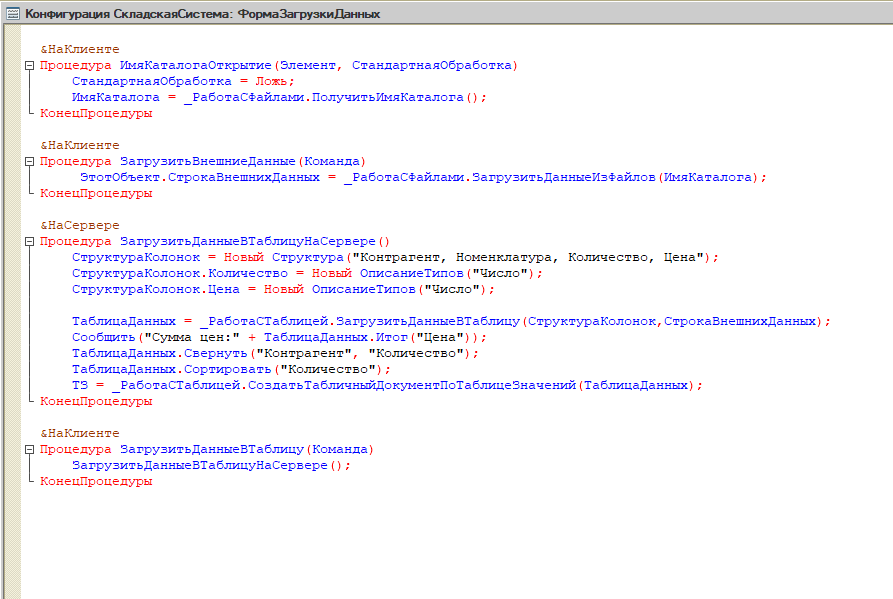 Конфигурация СкладскаяСистема: ФормаЗагрузкиДанных
&НаКлиенте
Процедура ИмяКаталогаОткрытие(Элемент, СтандартнаяОбработка)
СтандартнаяОбработка = Ложь;
ИмяКаталога = _РаботаСФайлами.ПолучитьИмяКаталога();
КонецПроцедуры
&НаКлиенте
Процедура ЗагрузитьВнешниеДанные(Команда)
ЭтотОбъект.СтрокаВнешнихДанных = _РаботаСФайлами.ЗагрузитьДанныеИзФайлов(ИмяКаталога);
КонецПроцедуры
&НаСервере
Процедура ЗагрузитьДанныеВТаблицуНаСервере()
СтруктураКолонок = Новый Структура("Контрагент, Номенклатура, Количество, Цена");
СтруктураКолонок.Количество = Новый ОписаниеТипов("Число");
СтруктураКолонок.Цена = Новый ОписаниеТипов("Число");
ТаблицаДанных = _РаботаСТаблицей.ЗагрузитьДанныеВТаблицу(СтруктураКолонок,СтрокаВнешнихДанных);
Сообщить("Сумма цен:" + ТаблицаДанных.Итог("Цена"));
ТаблицаДанных.Свернуть("Контрагент", "Количество");
ТаблицаДанных.Сортировать("Количество");
ТЗ = _РаботаСТаблицей.СоздатьТабличныйДокументПоТаблицеЗначений(ТаблицаДанных);
КонецПроцедуры
&НаКлиенте
Процедура ЗагрузитьДанныеВТаблицу(Команда)
ЗагрузитьДанныеВТаблицуНаСервере();
КонецПроцедуры